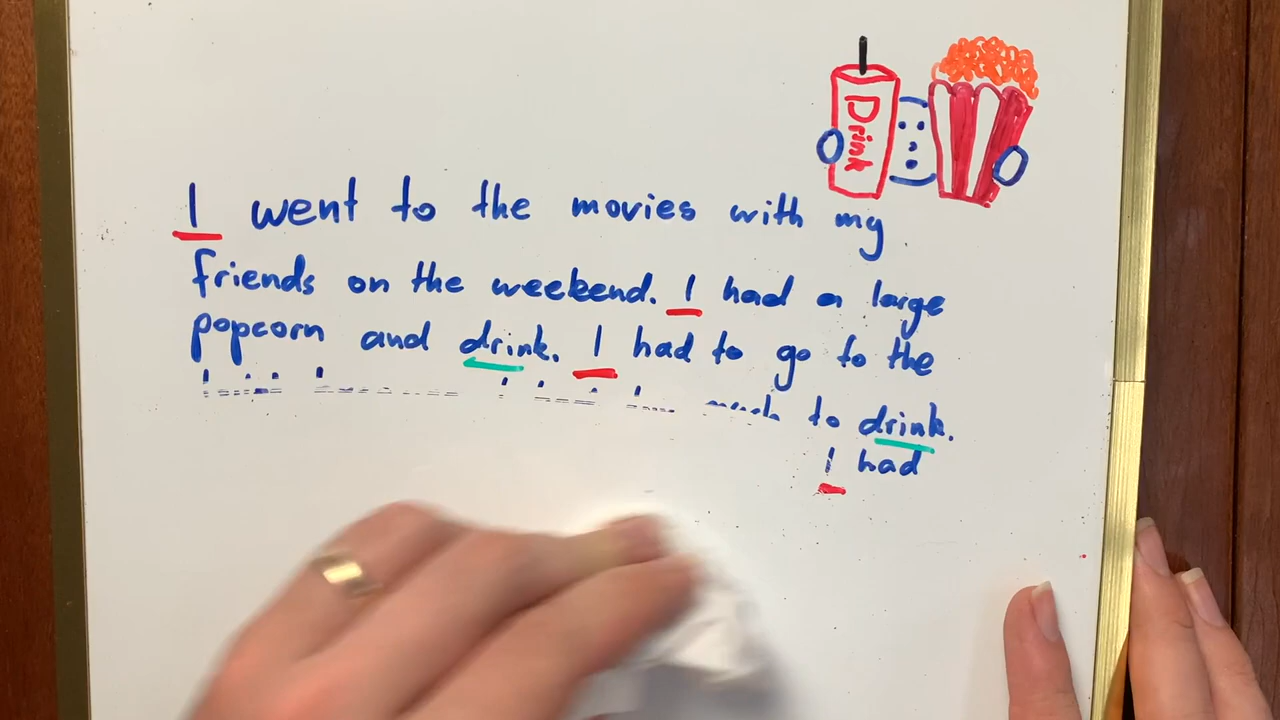 Drink
I went to the movies with my
friends on the weekend. I had a large
popcorn and drink. I had to go to the
to drink.
I had